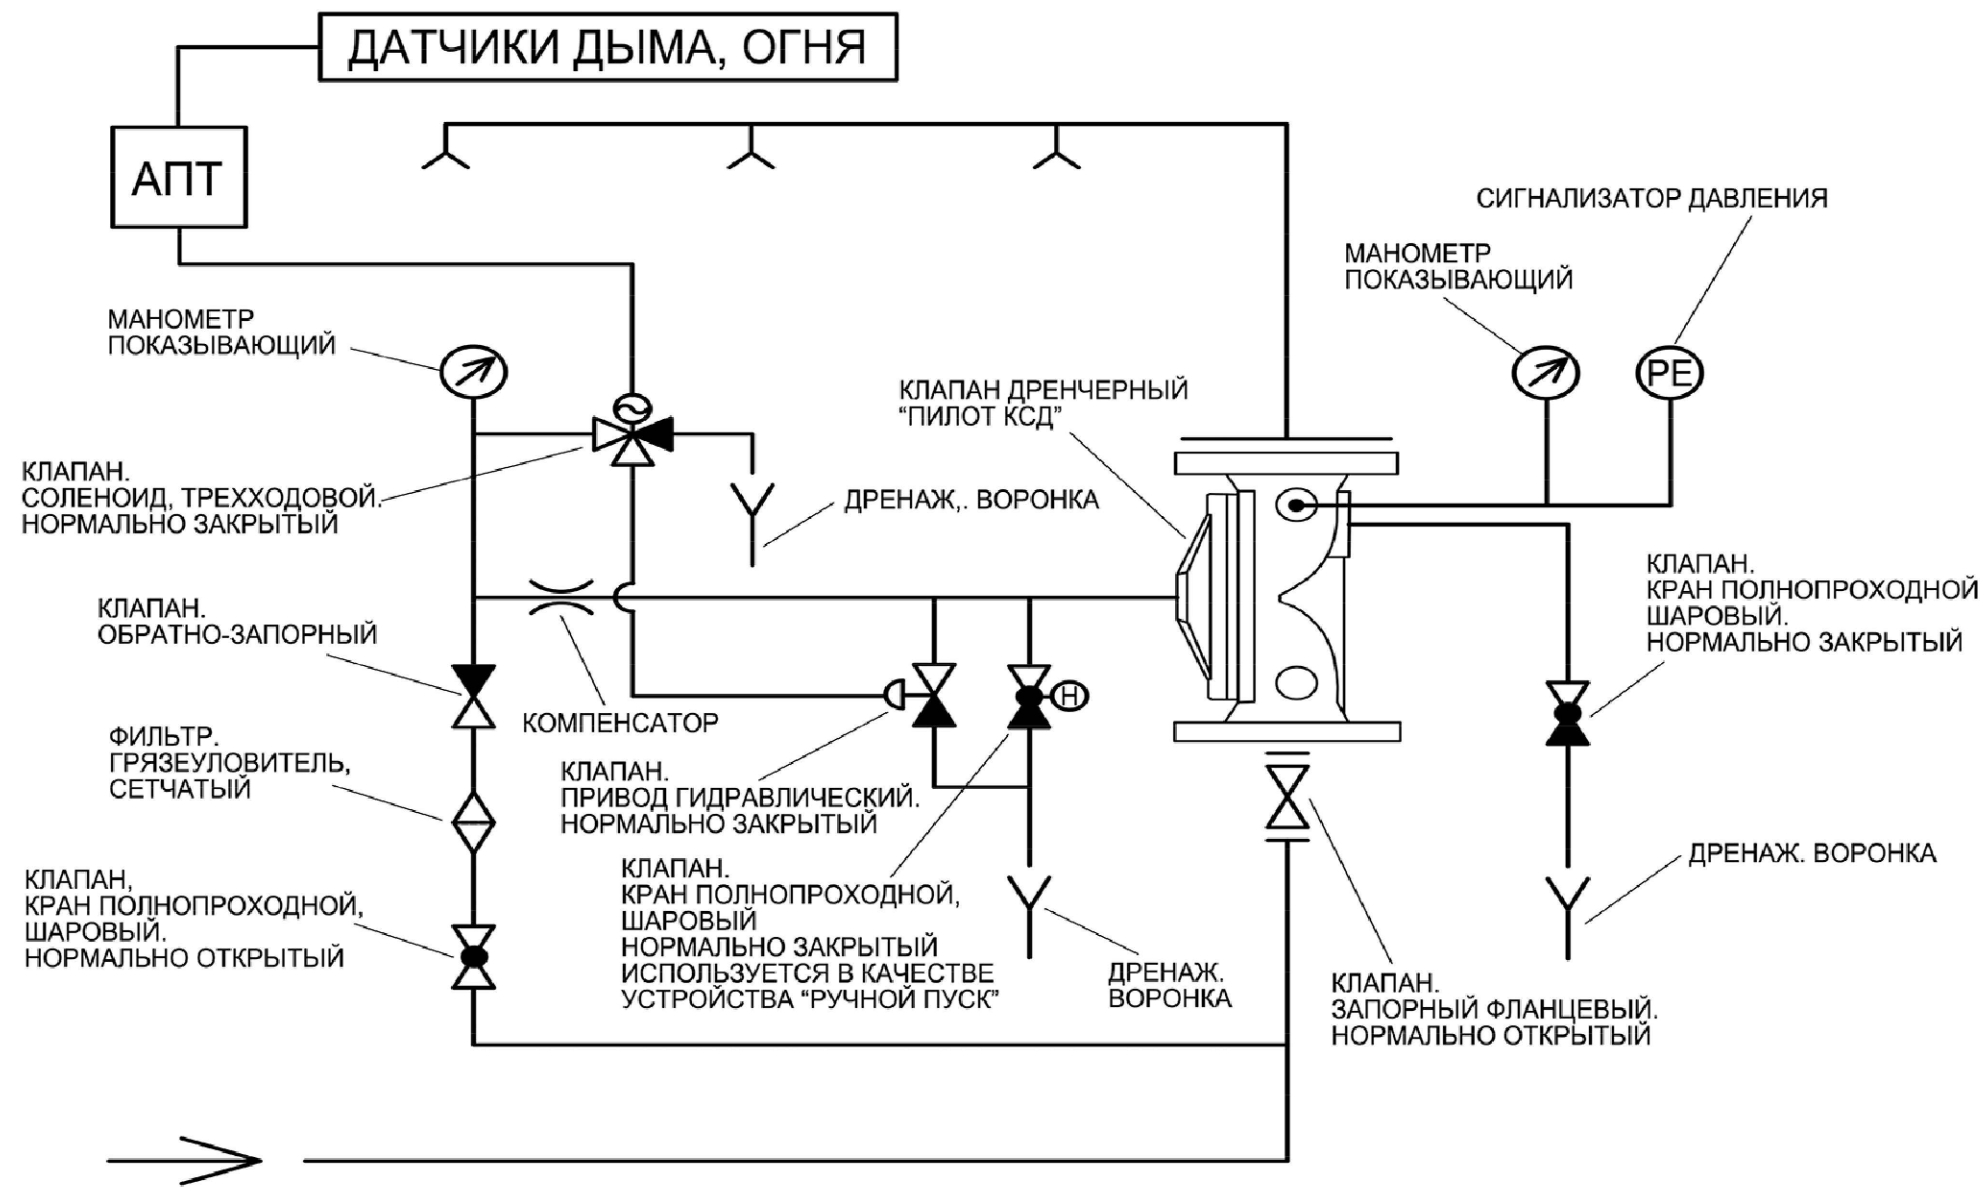 ДАТЧИКИ ДЫМА, ОГНЯ
АПТ
СИГНАЛИЗАТОР ДАВЛЕНИЯ
МАНОМЕТР
ПОКАЗЫВАЮЩИЙ
PE
МАНОМЕТР
ПОКАЗЫВАЮЩИЙ
КЛАПАН ДРЕНЧЕРНЫЙ
“ПИЛОТ КСД”
КЛАПАН.
СОЛЕНОИД, ТРЕХХОДОВОЙ.
НОРМАЛЬНО ЗАКРЫТЫЙ
ДРЕНАЖ,. ВОРОНКА
КЛАПАН.
КРАН ПОЛНОПРОХОДНОЙ
ШАРОВЫЙ.
НОРМАЛЬНО ЗАКРЫТЫЙ
КЛАПАН.
ОБРАТНО-ЗАПОРНЫЙ
Н
КОМПЕНСАТОР
ФИЛЬТР.
ГРЯЗЕУЛОВИТЕЛЬ,
СЕТЧАТЫЙ
КЛАПАН.
ПРИВОД ГИДРАВЛИЧЕСКИЙ.
НОРМАЛЬНО ЗАКРЫТЫЙ
КЛАПАН,
КРАН ПОЛНОПРОХОДНОЙ,
ШАРОВЫЙ.
НОРМАЛЬНО ОТКРЫТЫЙ
КЛАПАН.
КРАН ПОЛНОПРОХОДНОЙ,
ШАРОВЫЙ
НОРМАЛЬНО ЗАКРЫТЫЙ
ИСПОЛЬЗУЕТСЯ В КАЧЕСТВЕ
УСТРОЙСТВА “РУЧНОЙ ПУСК”
ДРЕНАЖ.
ВОРОНКА
КЛАПАН.
ЗАПОРНЫЙ ФЛАНЦЕВЫЙ.
НОРМАЛЬНО ОТКРЫТЫЙ
ДРЕНАЖ. ВОРОНКА